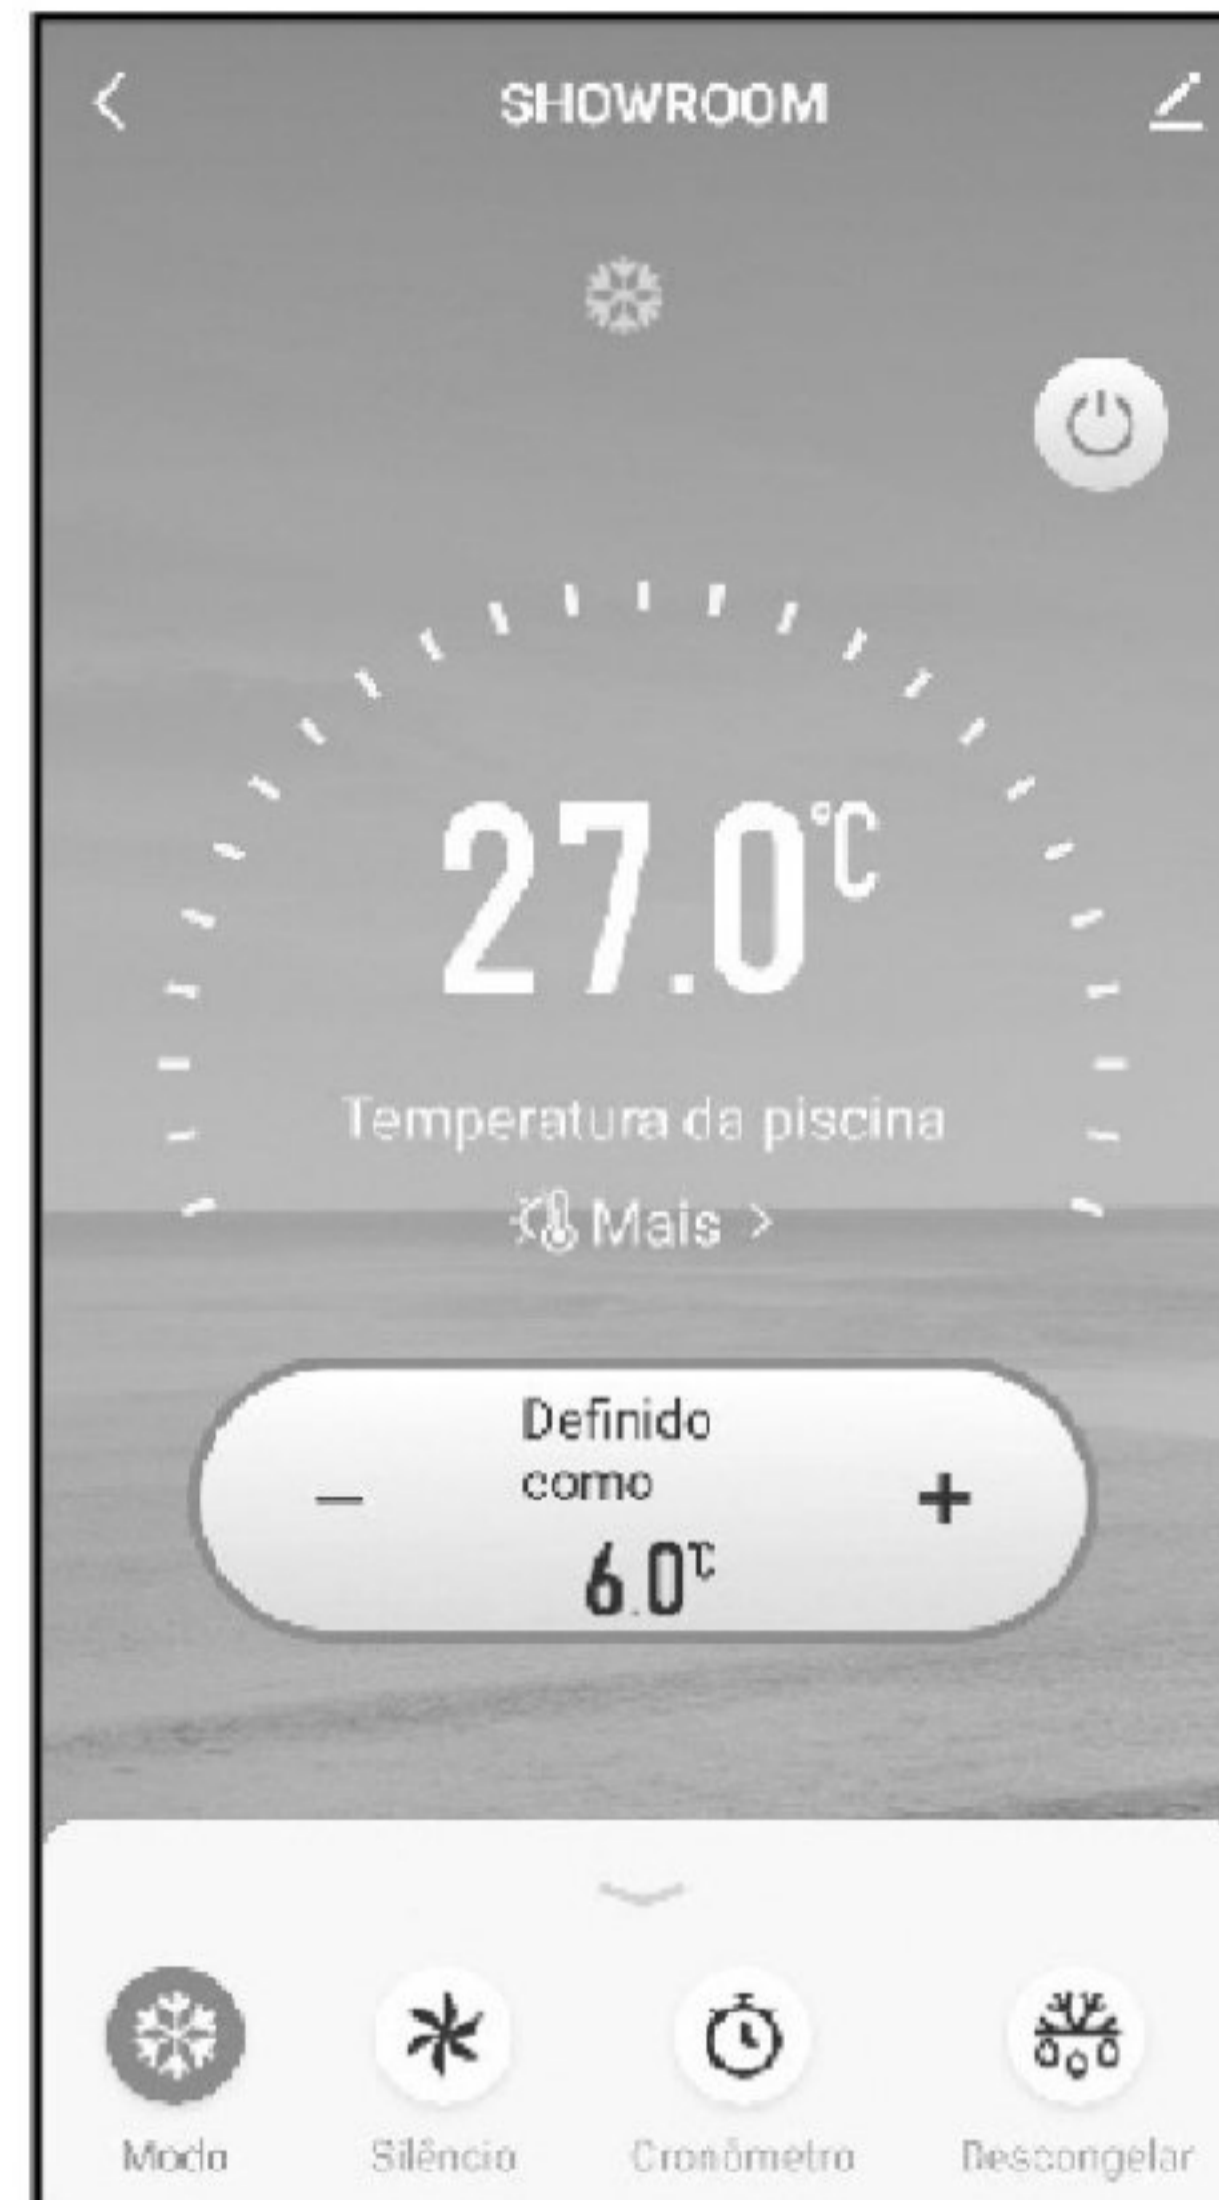 SHOWROOM
27.0°C
Temperatura da piscina
Mais >
Definido
como
− +
6.0℃
Modo Silêncio Cronômetro Descongelar